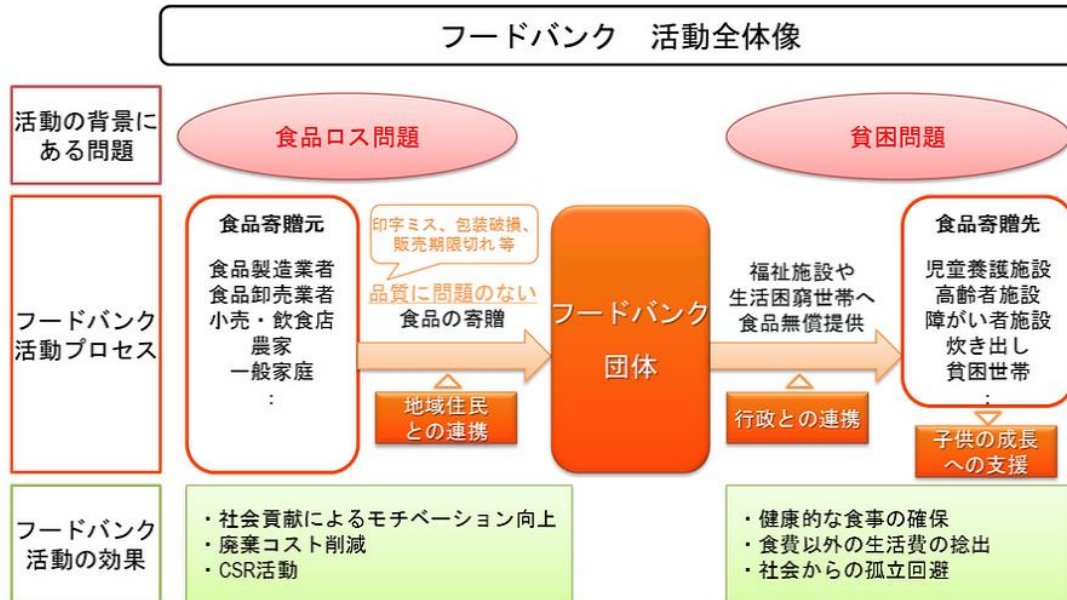 フードバンク　活動全体像
活動の背景に
ある問題
食品ロス問題
貧困問題
フードバンク
活動プロセス
食品寄贈元
食品製造業者
食品卸売業者
小売・飲食店
農家
一般家庭
:
印字ミス、包装破損、
販売期限切れ 等
品質に問題のない
食品の寄贈
地域住民
との連携
フードバンク
団体
福祉施設や
生活困窮世帯へ
食品無償提供
行政との連携
食品寄贈先
児童養護施設
高齢者施設
障がい者施設
炊き出し
貧困世帯
:
子供の成長
への支援
フードバンク
活動の効果
・社会貢献によるモチベーション向上
・廃棄コスト削減
・CSR活動
・健康的な食事の確保
・食費以外の生活費の捻出
・社会からの孤立回避